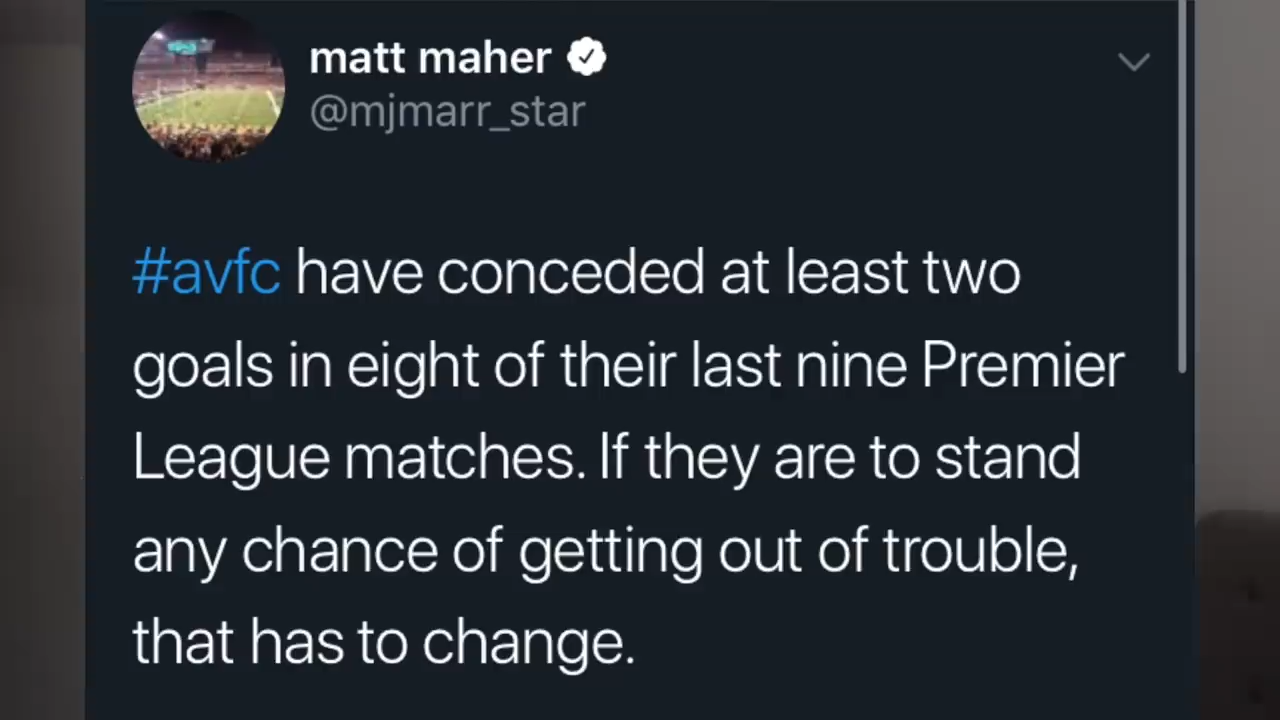 matt maher
@mjmarr_star
#avfc have conceded at least two
goals in eight of their last nine Premier
League matches. If they are to stand
any chance of getting out of trouble,
that has to change.